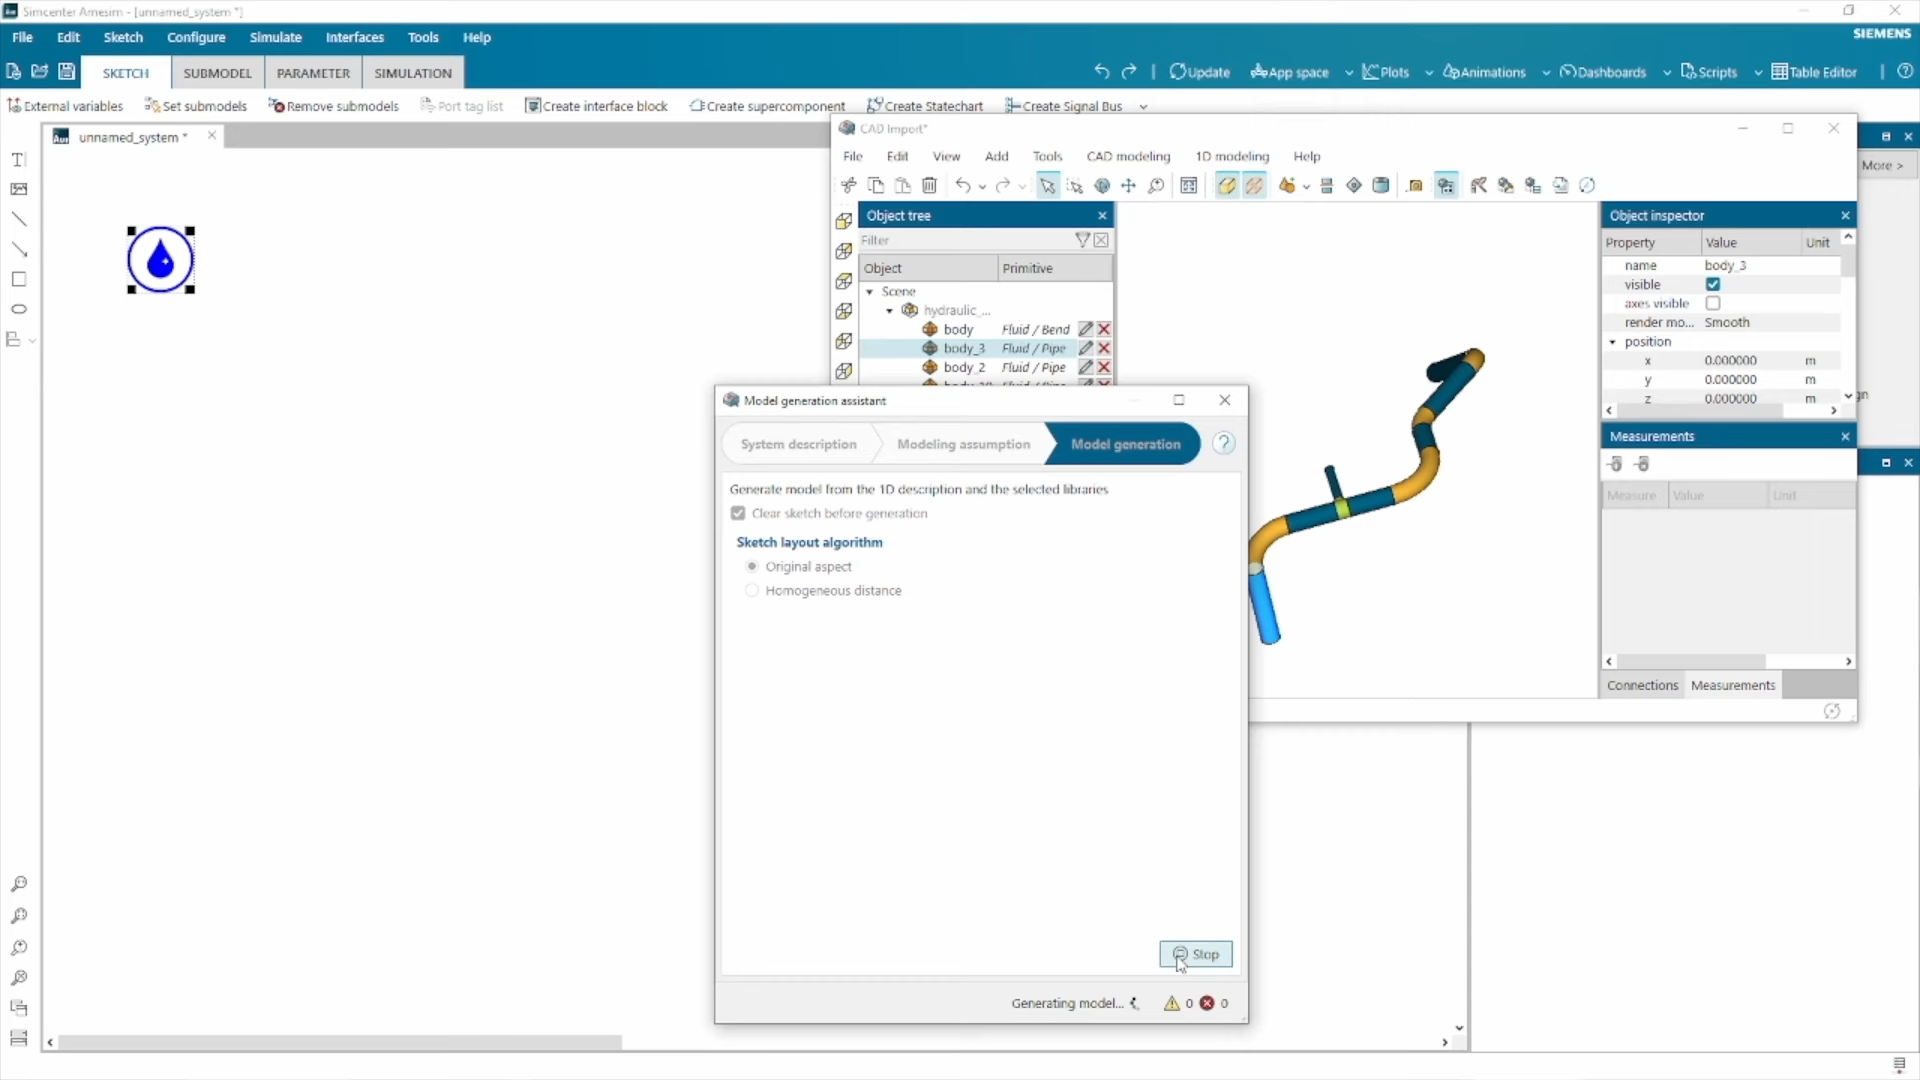 Simcenter Amesim - [unnamed_system *]
File Edit Sketch Configure Simulate Interfaces Tools Help
SIEMENS
SKETCH SUBMODEL PARAMETER SIMULATION
Update App space Plots Animations Dashboards Scripts Table Editor
External variables Set submodels Remove submodels Port tag list Create interface block Create supercomponent Create Statechart Create Signal Bus
unnamed_system *
CAD Import*
More >
File Edit View Add Tools CAD modeling 1D modeling Help
Object tree
Filter
Object Primitive
Scene
hydraulic_...
body Fluid / Bend
body_3 Fluid / Pipe
body_2 Fluid / Pipe
Object inspector
Property Value Unit
name body_3
visible
axes visible
render mo... Smooth
position
x 0.000000 m
y 0.000000 m
z 0.000000 m
Measurements
Measure Value Unit
Connections Measurements
Model generation assistant
System description Modeling assumption Model generation
Generate model from the 1D description and the selected libraries
Clear sketch before generation
Sketch layout algorithm
Original aspect
Homogeneous distance
Stop
Generating model... 0 0